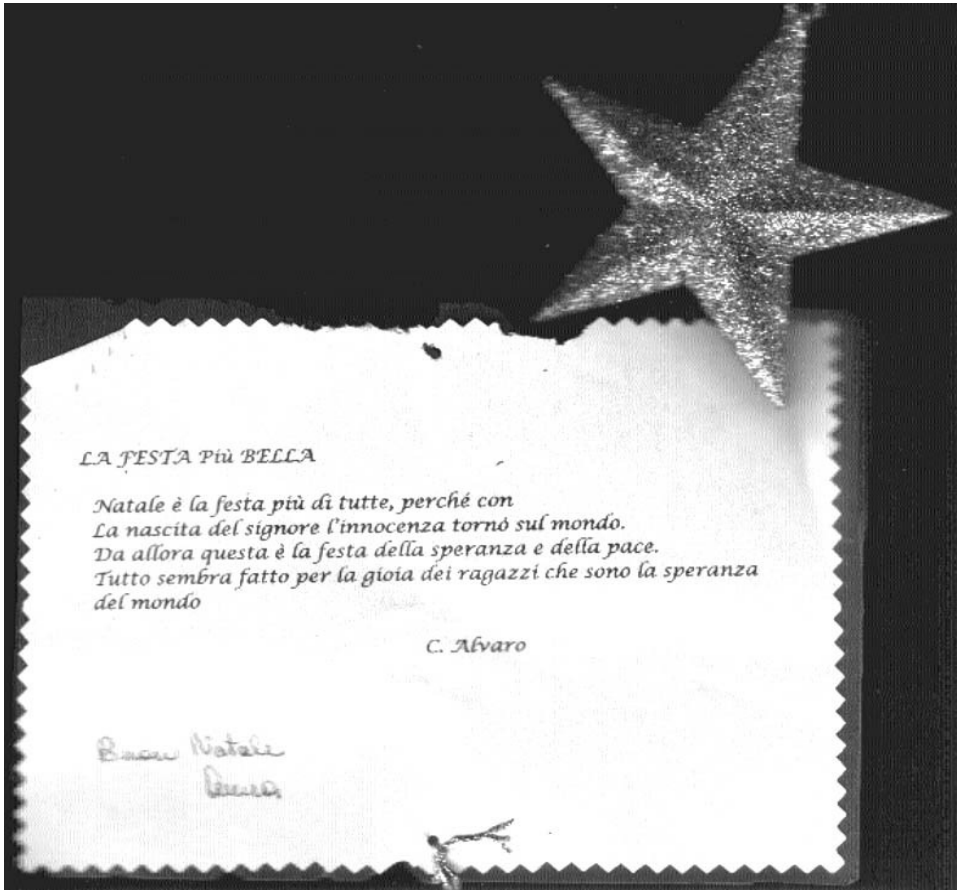 LA FESTA Più BELLA
Natale è la festa più di tutte, perché con
La nascita del signore l'innocenza tornò sul mondo.
Da allora questa è la festa della speranza e della pace.
Tutto sembra fatto per la gioia dei ragazzi che sono la speranza
del mondo
C. Alvaro
Buon Natale